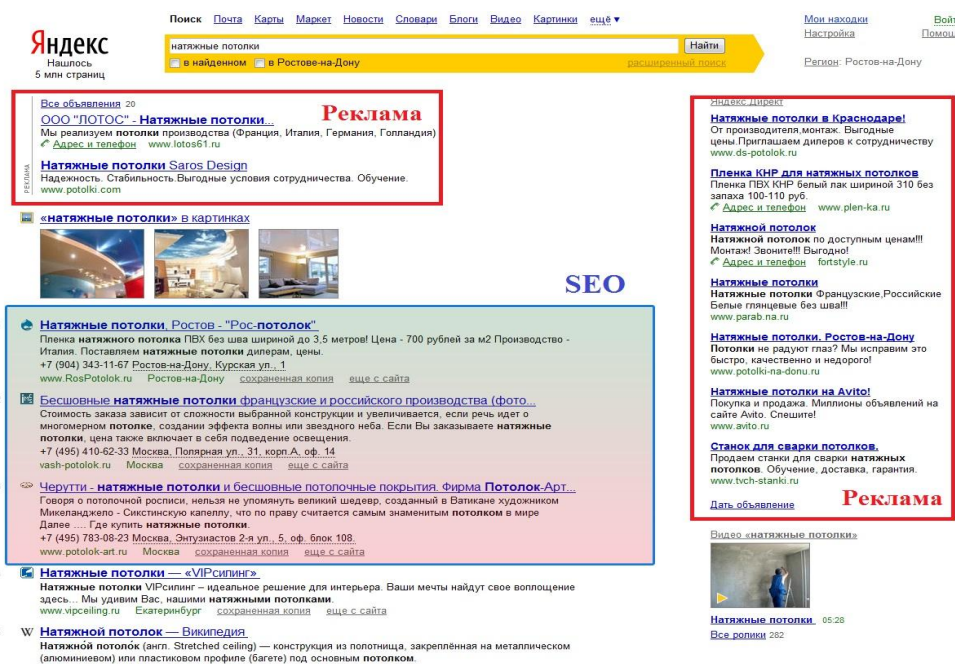 Поиск Почта Карты Маркет Новости Словари Блоги Видео Картинки ещё ▼
Мои находки
Войт
Настройка
Помощ
Яндекс
Нашлось
5 млн страниц
натяжные потолки
Найти
в найденном в Ростове-на-Дону
расширенный поиск
Регион: Ростов-на-Дону
Все объявления 20
ООО "ЛОТОС" - Натяжные потолки...
Реклама
Мы реализуем потолки производства (Франция, Италия, Германия, Голландия)
Адрес и телефон www.lotos61.ru
РЕКЛАМА
Натяжные потолки Saros Design
Надежность. Стабильность.Выгодные условия сотрудничества. Обучение.
www.potolki.com
«натяжные потолки» в картинках
SEO
Натяжные потолки, Ростов - "Рос-потолок"
Пленка натяжного потолка ПВХ без шва шириной до 3,5 метров! Цена - 700 рублей за м2 Производство -
Италия. Поставляем натяжные потолки дилерам, цены.
+7 (904) 343-11-67 Ростов-на-Дону, Курская ул., 1
www.RosPotolok.ru Ростов-на-Дону сохраненная копия еще с сайта
Бесшовные натяжные потолки французские и российского производства (фото...
Стоимость заказа зависит от сложности выбранной конструкции и увеличивается, если речь идет о
многомерном потолке, создании эффекта волны или звездного неба. Если Вы заказываете натяжные
потолки, цена также включает в себя подведение освещения.
+7 (495) 410-62-33 Москва, Полярная ул., 31, корп.А, оф. 14
vash-potolok.ru Москва сохраненная копия еще с сайта
Черутти - натяжные потолки и бесшовные потолочные покрытия. Фирма Потолок-Арт...
Говоря о потолочной росписи, нельзя не упомянуть великий шедевр, созданный в Ватикане художником
Микеланджело - Сикстинскую капеллу, что по праву считается самым знаменитым потолком в мире
Далее .... Где купить натяжные потолки.
+7 (495) 783-08-23 Москва, Энтузиастов 2-я ул., 5, оф. блок 108.
www.potolok-art.ru Москва сохраненная копия еще с сайта
Натяжные потолки — «VIPсилинг»
Натяжные потолки VIPсилинг – идеальное решение для интерьера. Ваши мечты найдут свое воплощение
здесь... Мы удивим Вас, нашими натяжными потолками.
www.vipceiling.ru Екатеринбург сохраненная копия еще с сайта
W Натяжной потолок — Википедия
Натяжно́й потоло́к (англ. Stretched ceiling) — конструкция из полотнища, закреплённая на металлическом
(алюминиевом) или пластиковом профиле (багете) под основным потолком.
Яндекс.Директ
Натяжные потолки в Краснодаре!
От производителя,монтаж. Выгодные
цены.Приглашаем дилеров к сотрудничеству
www.ds-potolok.ru
Пленка КНР для натяжных потолков
Пленка ПВХ КНР белый лак шириной 310 без
запаха 100-110 руб.
Адрес и телефон www.plen-ka.ru
Натяжной потолок
Натяжной потолок по доступным ценам!!!
Монтаж! Звоните!!! Выгодно!
Адрес и телефон fortstyle.ru
Натяжные потолки
Натяжные потолки Французские,Российские
Белые глянцевые без шва!!!
www.parab.na.ru
Натяжные потолки. Ростов-на-Дону
Потолки не радуют глаз? Мы исправим это
быстро, качественно и недорого!
www.potolki-na-donu.ru
Натяжные потолки на Avito!
Покупка и продажа. Миллионы объявлений на
сайте Avito. Спешите!
www.avito.ru
Станок для сварки потолков.
Продаем станки для сварки натяжных
потолков. Обучение, доставка, гарантия.
www.tvch-stanki.ru
Дать объявление
Реклама
Видео «натяжные потолки»
Натяжные потолки 05:28
Все ролики 282